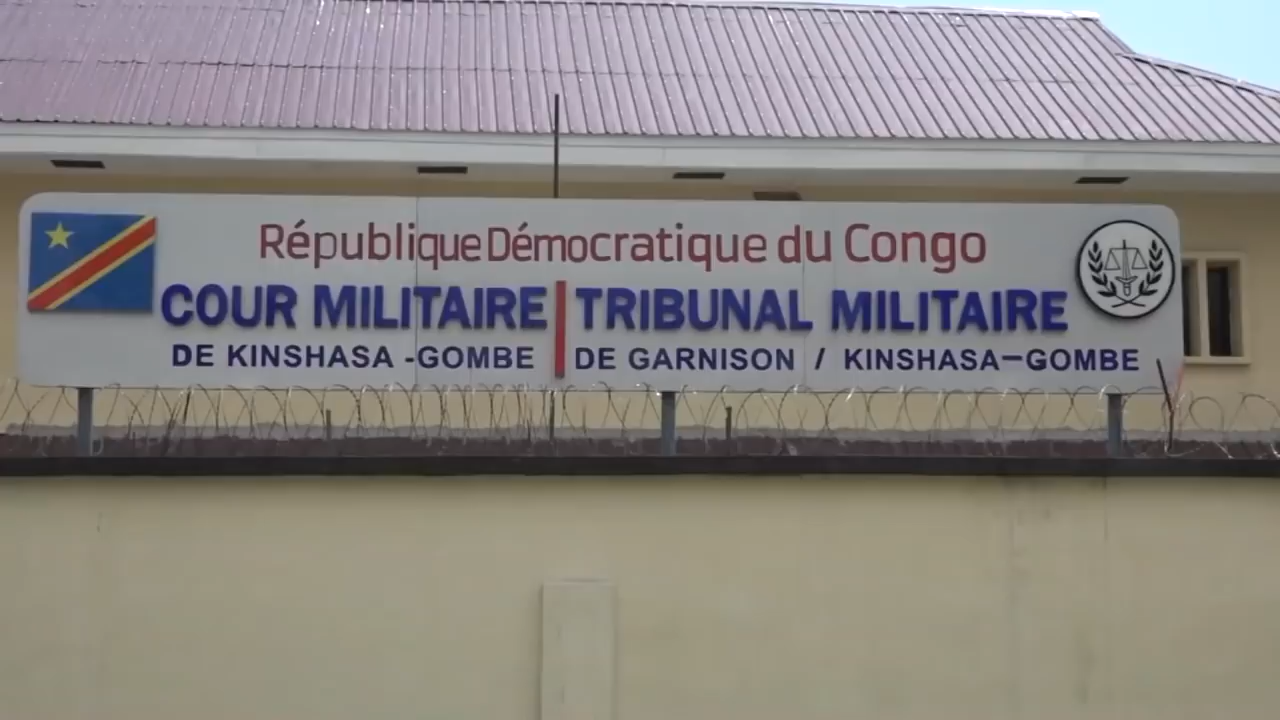 République Démocratique du Congo
COUR MILITAIRE | TRIBUNAL MILITAIRE
DE KINSHASA -GOMBE | DE GARNISON / KINSHASA-GOMBE